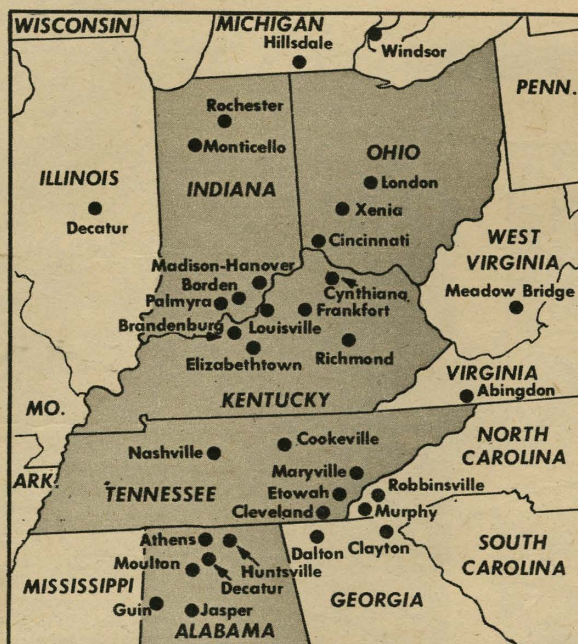 WISCONSIN
MICHIGAN
Hillsdale
Windsor
PENN.
Rochester
Monticello
OHIO
ILLINOIS
INDIANA
London
Decatur
Xenia
Cincinnati
WEST
VIRGINIA
Madison-Hanover
Borden
Palmyra
Cynthiana
Meadow Bridge
Frankfort
Brandenburg
Louisville
Elizabethtown
Richmond
VIRGINIA
Abingdon
MO.
KENTUCKY
NORTH
CAROLINA
Nashville
Cookeville
Maryville
ARK.
TENNESSEE
Etowah
Robbinsville
Cleveland
Murphy
Athens
Dalton
Clayton
SOUTH
CAROLINA
Moulton
Huntsville
Decatur
MISSISSIPPI
Guin
Jasper
GEORGIA
ALABAMA